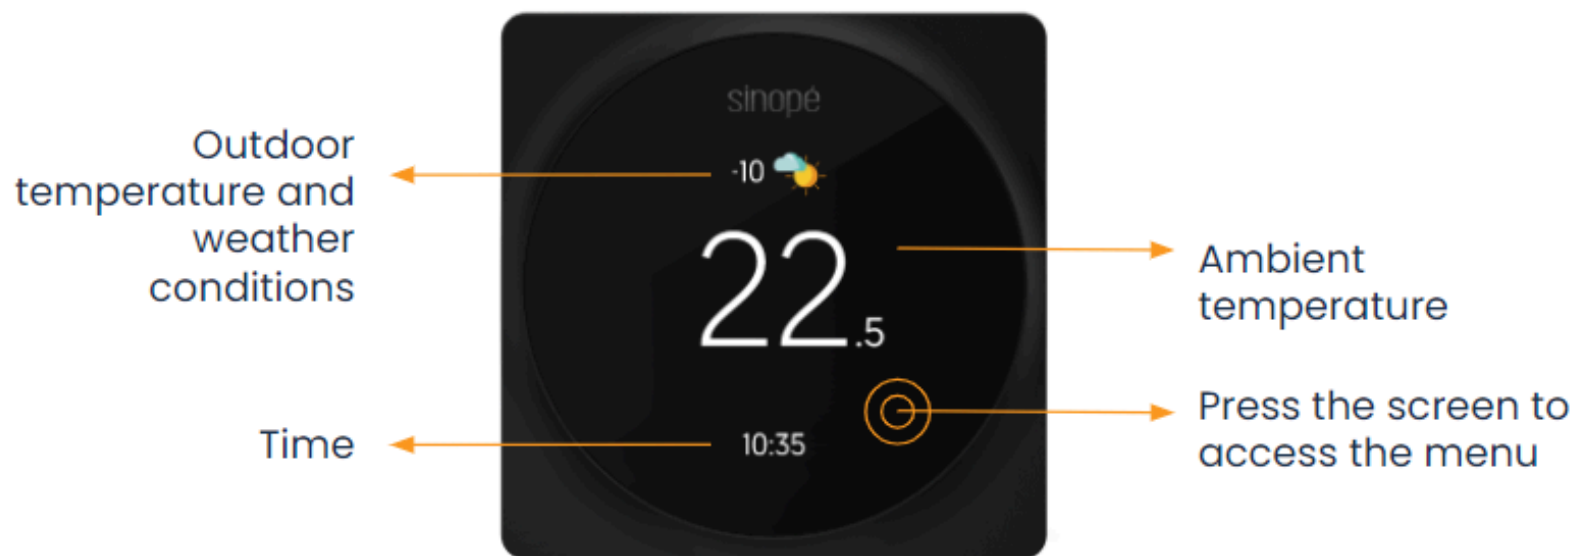 sinopé
Outdoor
temperature and
weather
conditions
-10
22.5
Ambient
temperature
Press the screen to
access the menu
Time
10:35